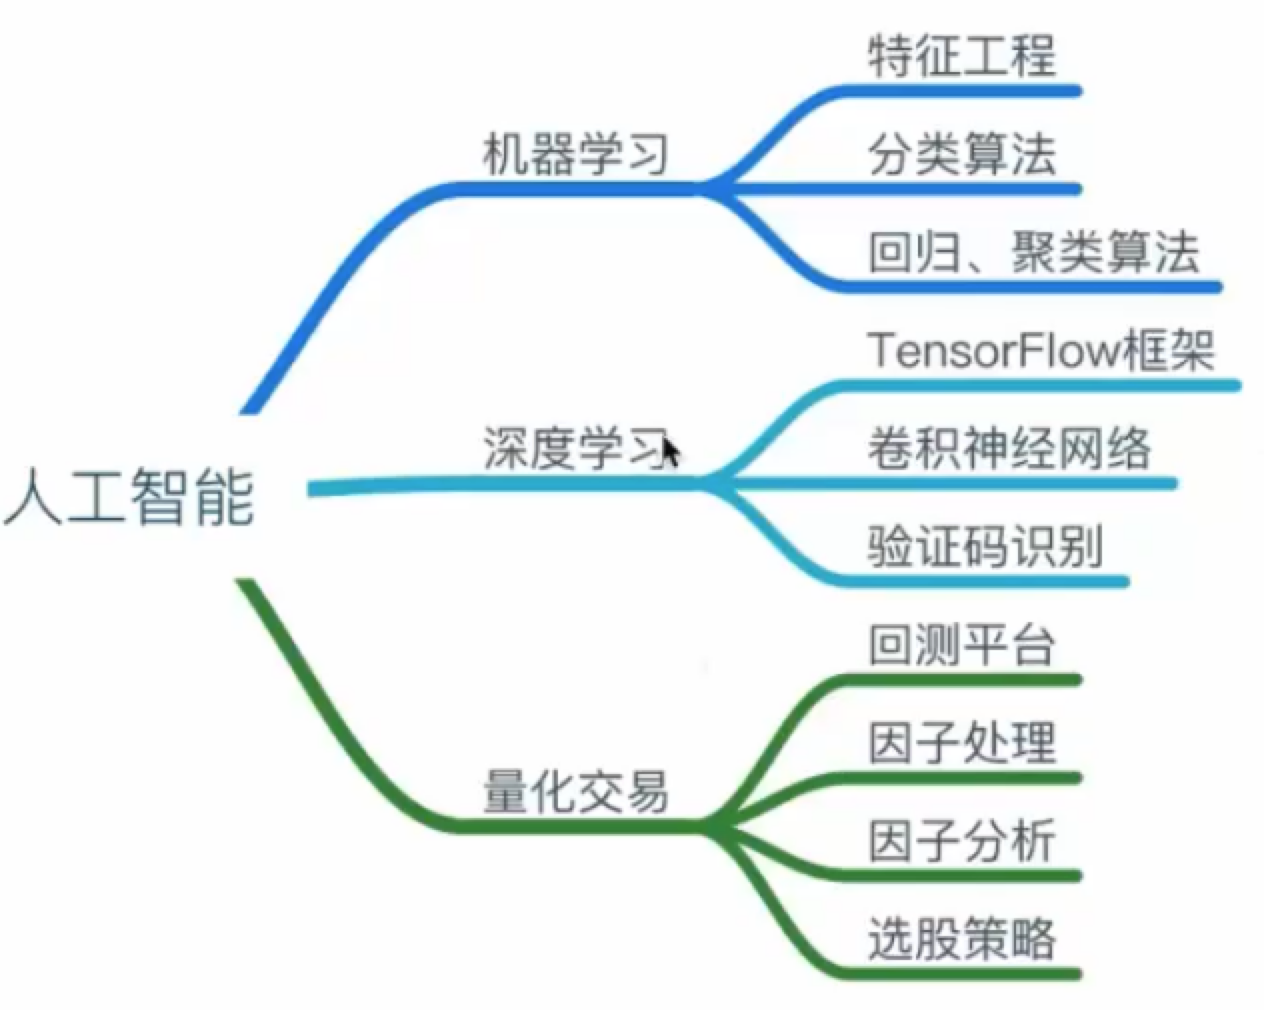 人工智能
机器学习
特征工程
分类算法
回归、聚类算法
深度学习
TensorFlow框架
卷积神经网络
验证码识别
量化交易
回测平台
因子处理
因子分析
选股策略